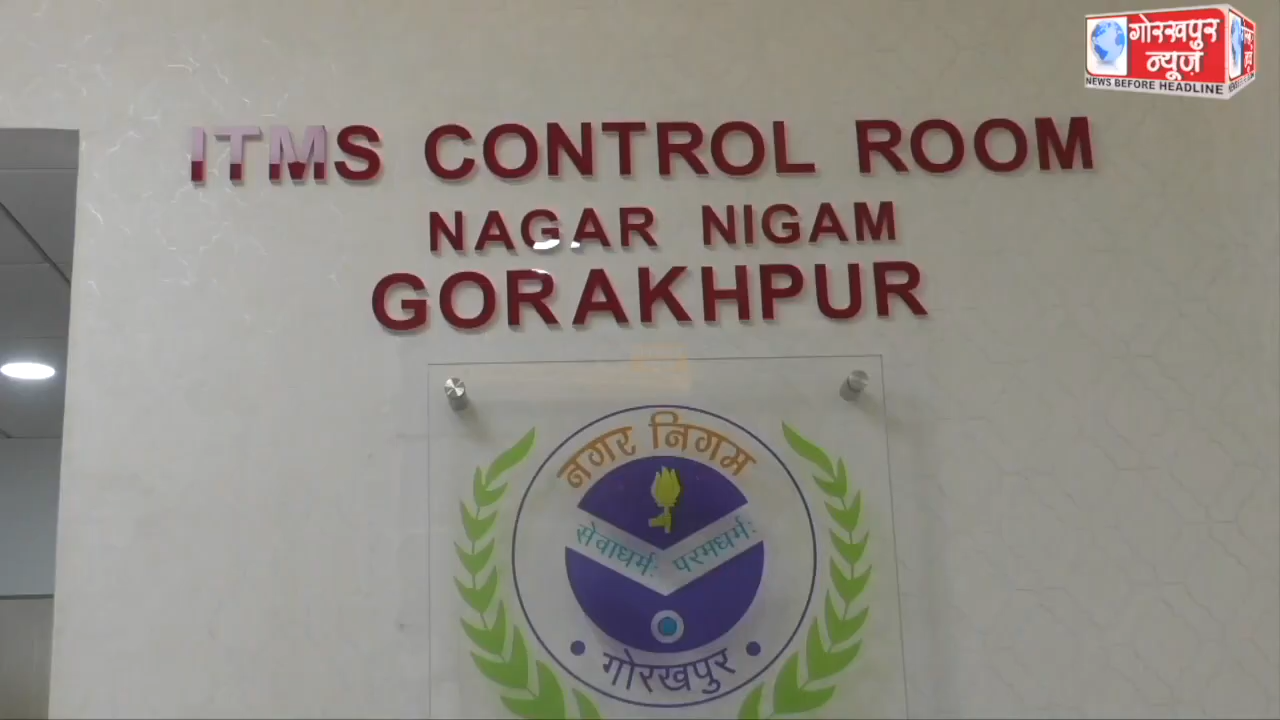 गोरखपुर
न्यूज़
NEWS BEFORE HEADLINE
ITMS CONTROL ROOM
NAGAR NIGAM
GORAKHPUR
नगर निगम
सेवाधर्मः परमधर्मः
गोरखपुर